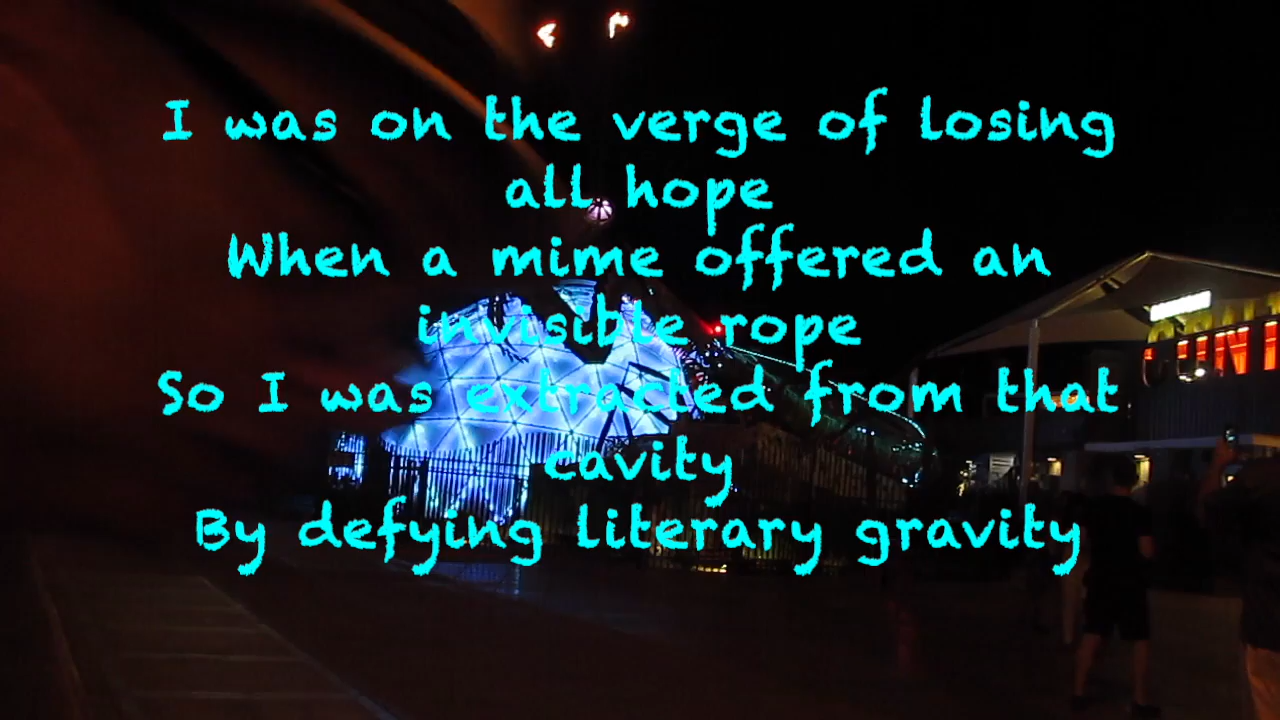 I was on the verge of losing
all hope
When a mime offered an
invisible rope
So I was extracted from that
cavity
By defying literary gravity